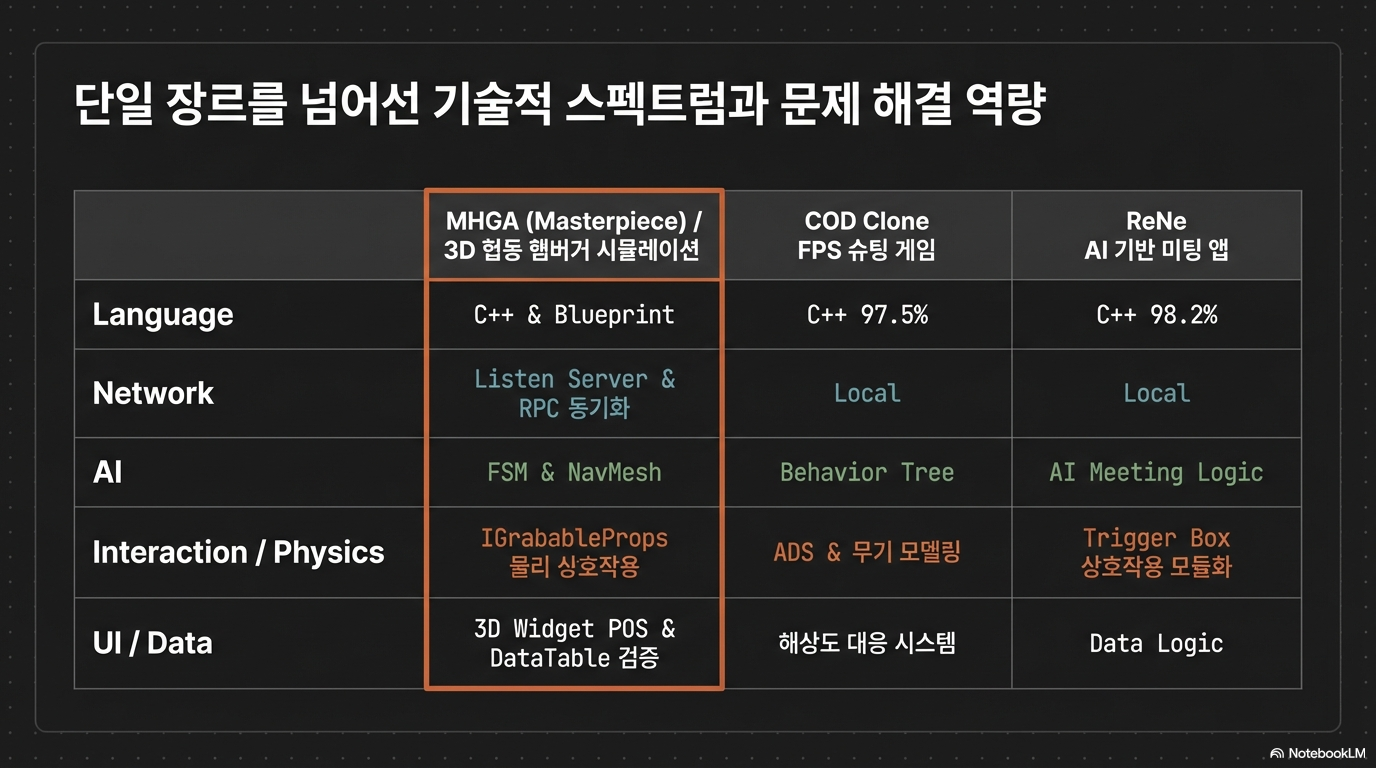 단일 장르를 넘어선 기술적 스펙트럼과 문제 해결 역량
MHGA (Masterpiece) /
3D 헙동 햄버거 시뮬레이션
COD Clone
FPS 슈팅 게임
ReNe
AI 기반 미팅 앱
Language
C++ & Blueprint
C++ 97.5%
C++ 98.2%
Network
Listen Server &
RPC 동기화
Local
Local
AI
FSM & NavMesh
Behavior Tree
AI Meeting Logic
Interaction / Physics
IGrabableProps
물리 상호작용
ADS & 무기 모델링
Trigger Box
상호작용 모듈화
UI / Data
3D Widget POS &
DataTable 검증
해상도 대응 시스템
Data Logic
NotebookLM